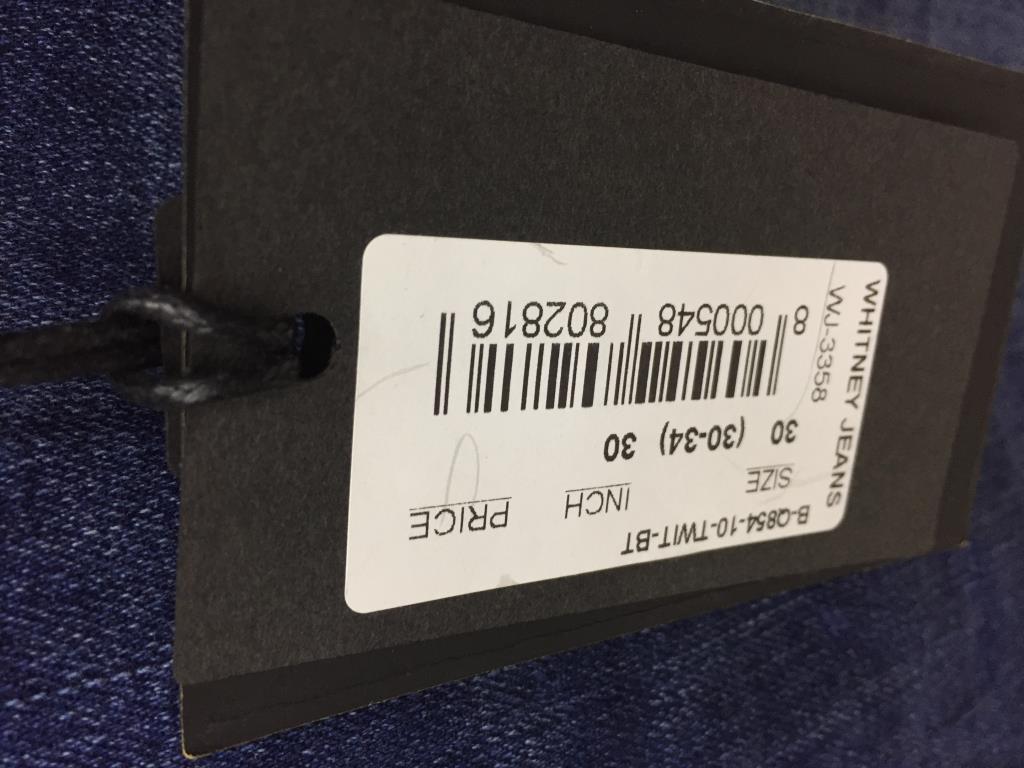 WHITNEY JEANS
WJ-3358
B-Q854-10-TWIT-BT
SIZE INCH PRICE
30 (30-34) 30
8 000548 802816